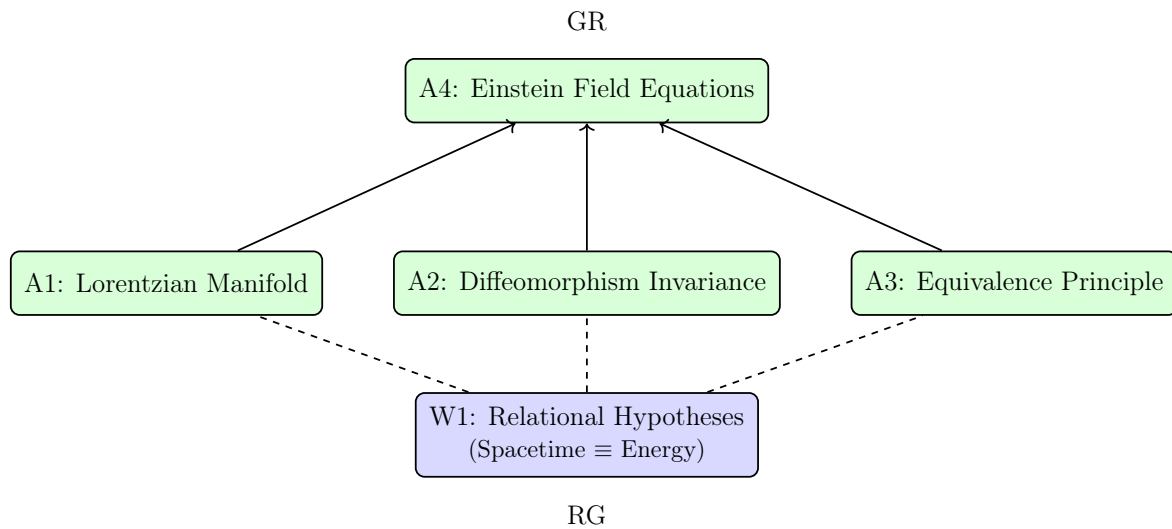 GR
A4: Einstein Field Equations
A1: Lorentzian Manifold
A2: Diffeomorphism Invariance
A3: Equivalence Principle
W1: Relational Hypotheses
(Spacetime ≡ Energy)
RG